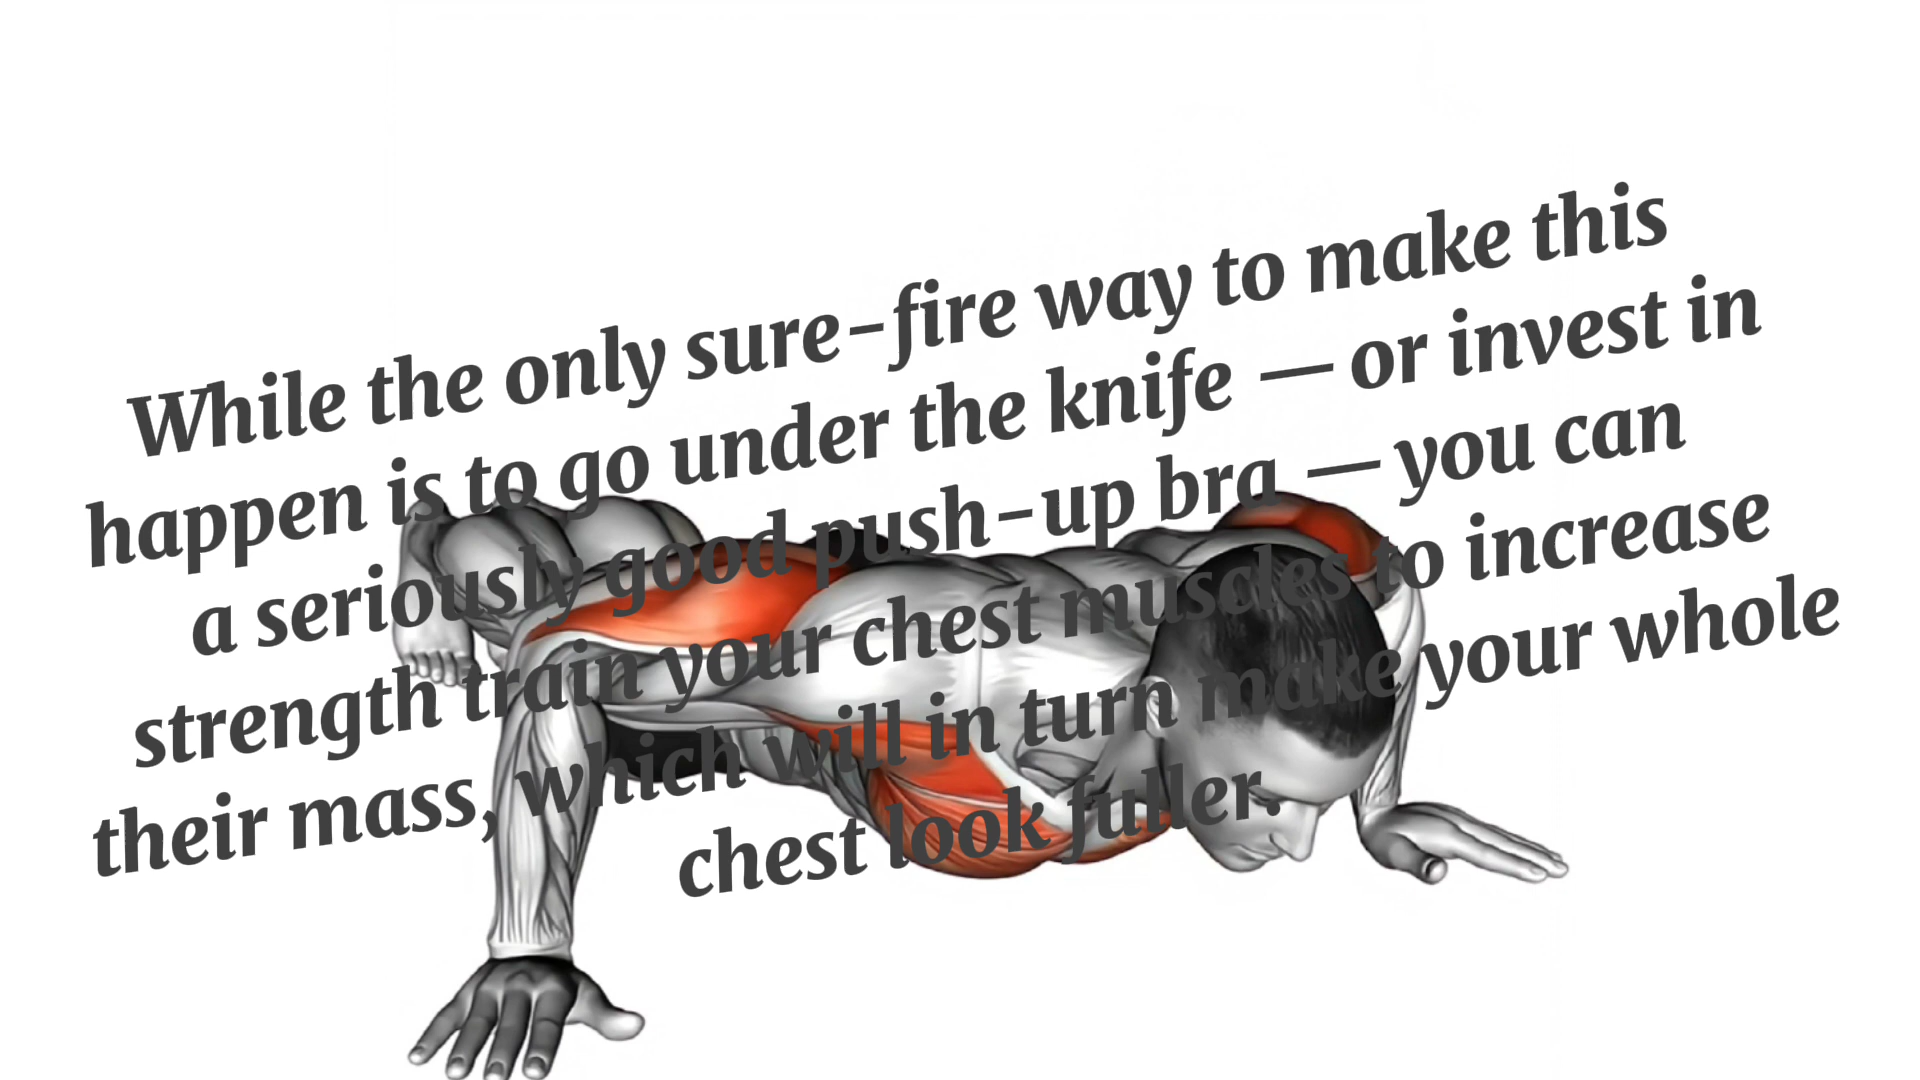 While the only sure-fire way to make this
happen is to go under the knife — or invest in
a seriously good push-up bra — you can
strength train your chest muscles to increase
their mass, which will in turn make your whole
chest look fuller.